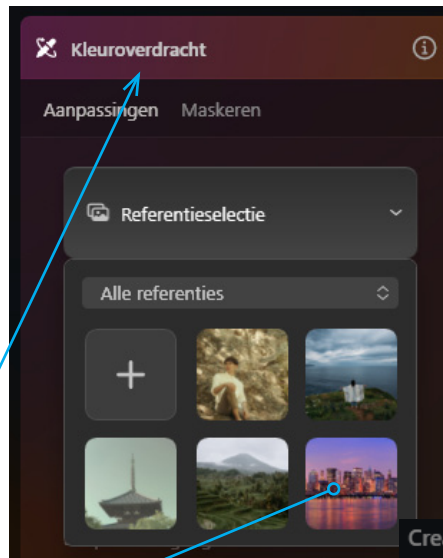 Kleuroverdracht
Aanpassingen Maskeren
Referentieselectie
Alle referenties
Cre